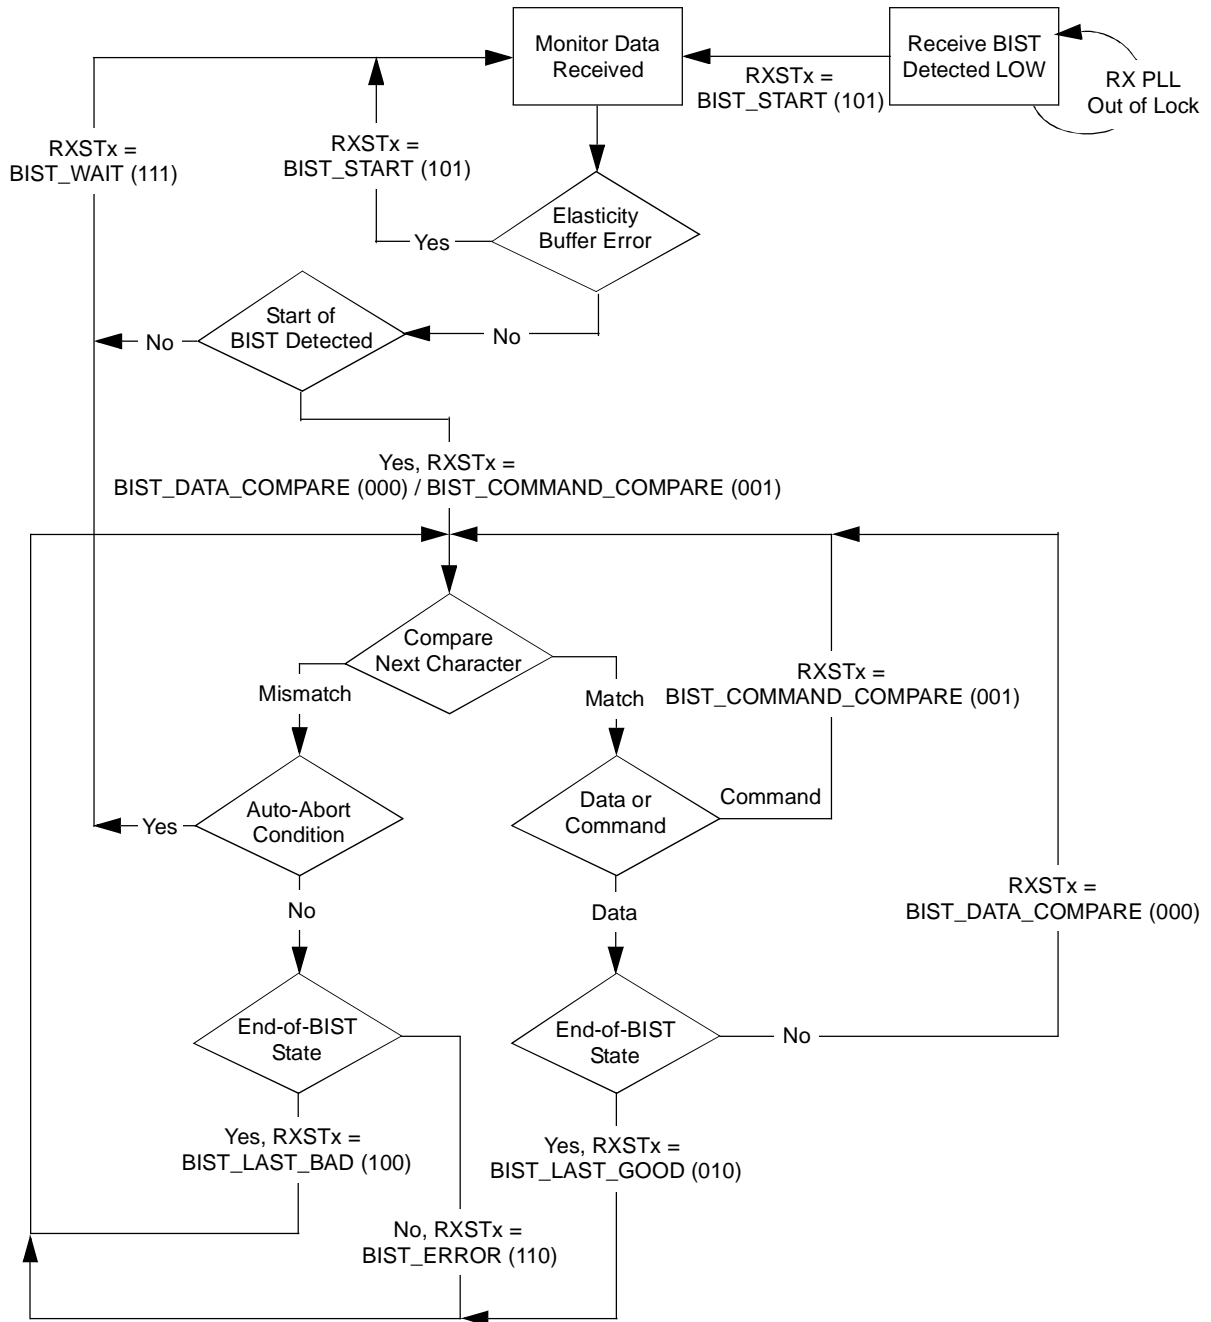 Monitor Data
Received
Receive BIST
Detected LOW
RX PLL
Out of Lock
RXSTx =
BIST_START (101)
RXSTx =
BIST_WAIT (111)
RXSTx =
BIST_START (101)
Elasticity
Buffer Error
Yes
Start of
BIST Detected
No
No
Yes, RXSTx =
BIST_DATA_COMPARE (000) / BIST_COMMAND_COMPARE (001)
Compare
Next Character
Mismatch
Match
RXSTx =
BIST_COMMAND_COMPARE (001)
Auto-Abort
Condition
Yes
Data or
Command
Command
No
Data
RXSTx =
BIST_DATA_COMPARE (000)
End-of-BIST
State
End-of-BIST
State
No
Yes, RXSTx =
BIST_LAST_BAD (100)
Yes, RXSTx =
BIST_LAST_GOOD (010)
No, RXSTx =
BIST_ERROR (110)